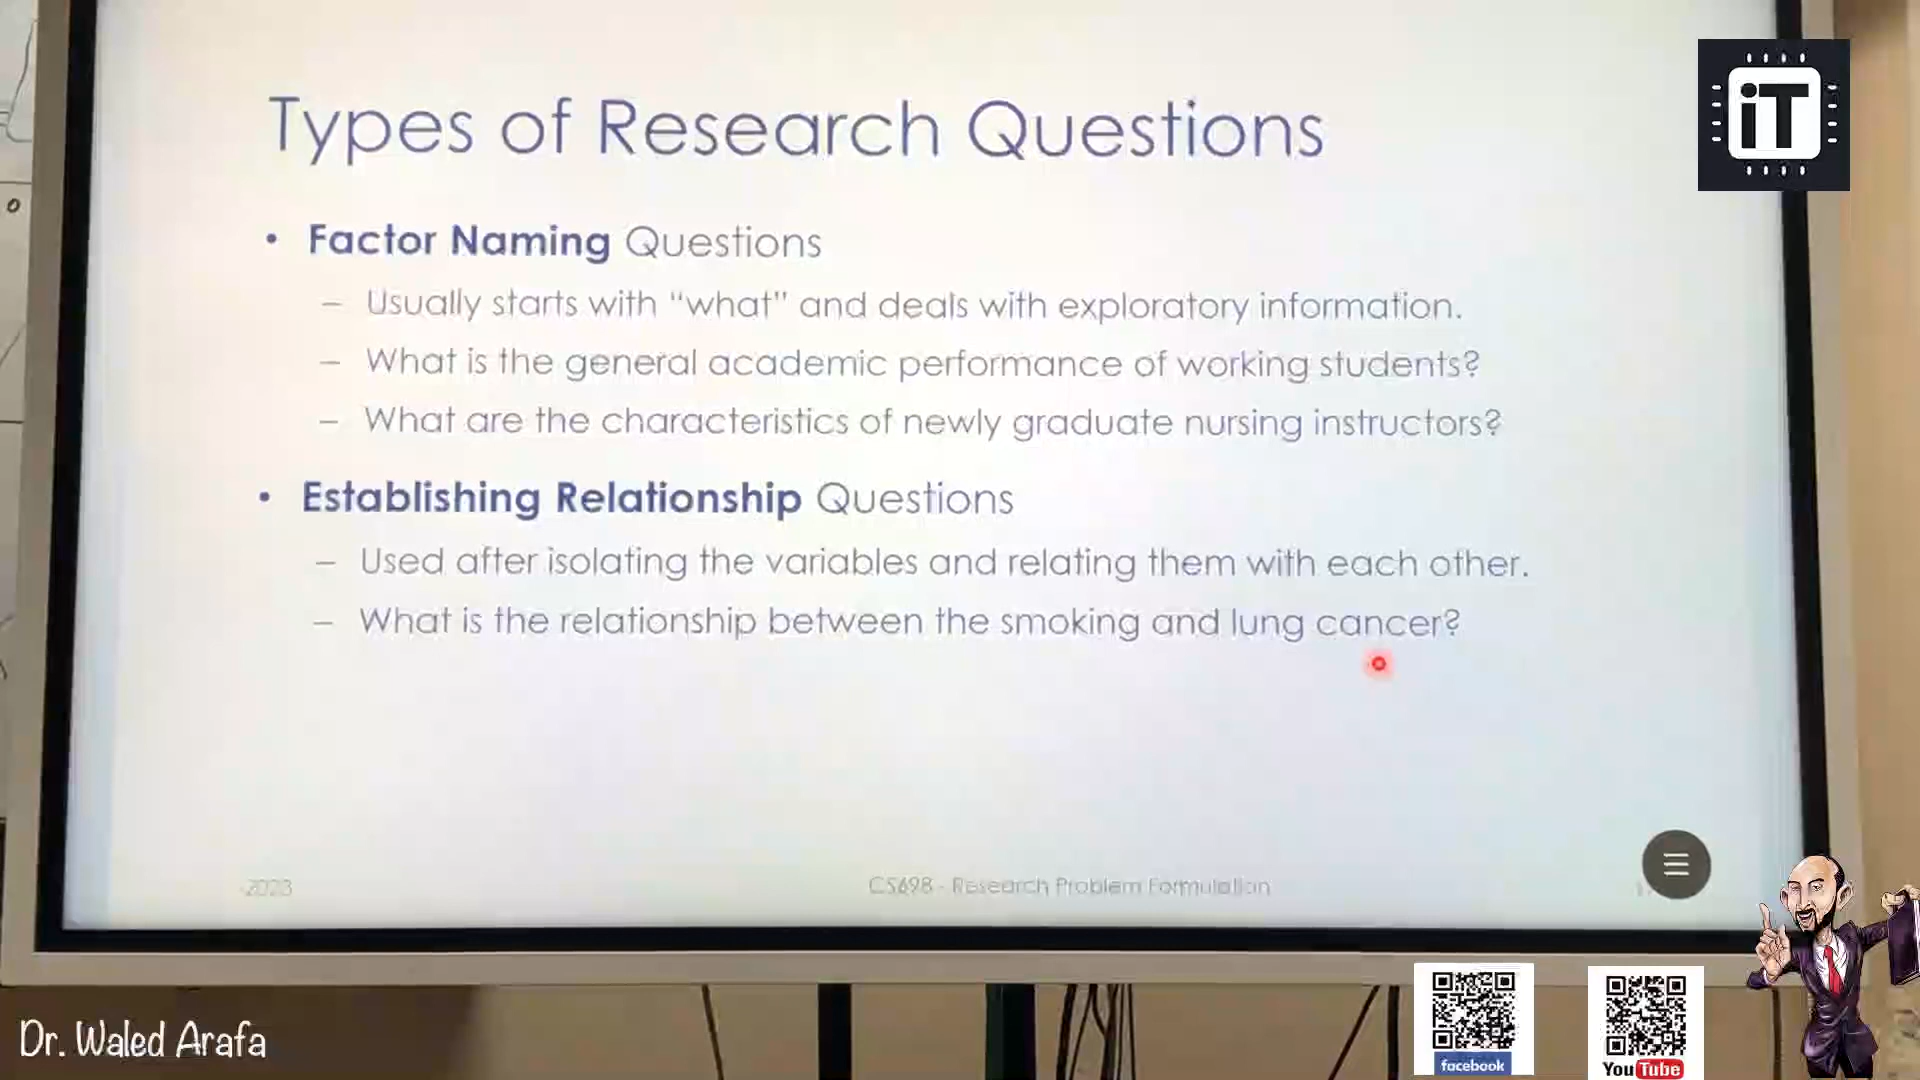 iT
Types of Research Questions
• Factor Naming Questions
– Usually starts with “what” and deals with exploratory information.
– What is the general academic performance of working students?
– What are the characteristics of newly graduate nursing instructors?
• Establishing Relationship Questions
– Used after isolating the variables and relating them with each other.
– What is the relationship between the smoking and lung cancer?
2023
CS698 - Research Problem Formulation
Dr. Waled Arafa
facebook
YouTube